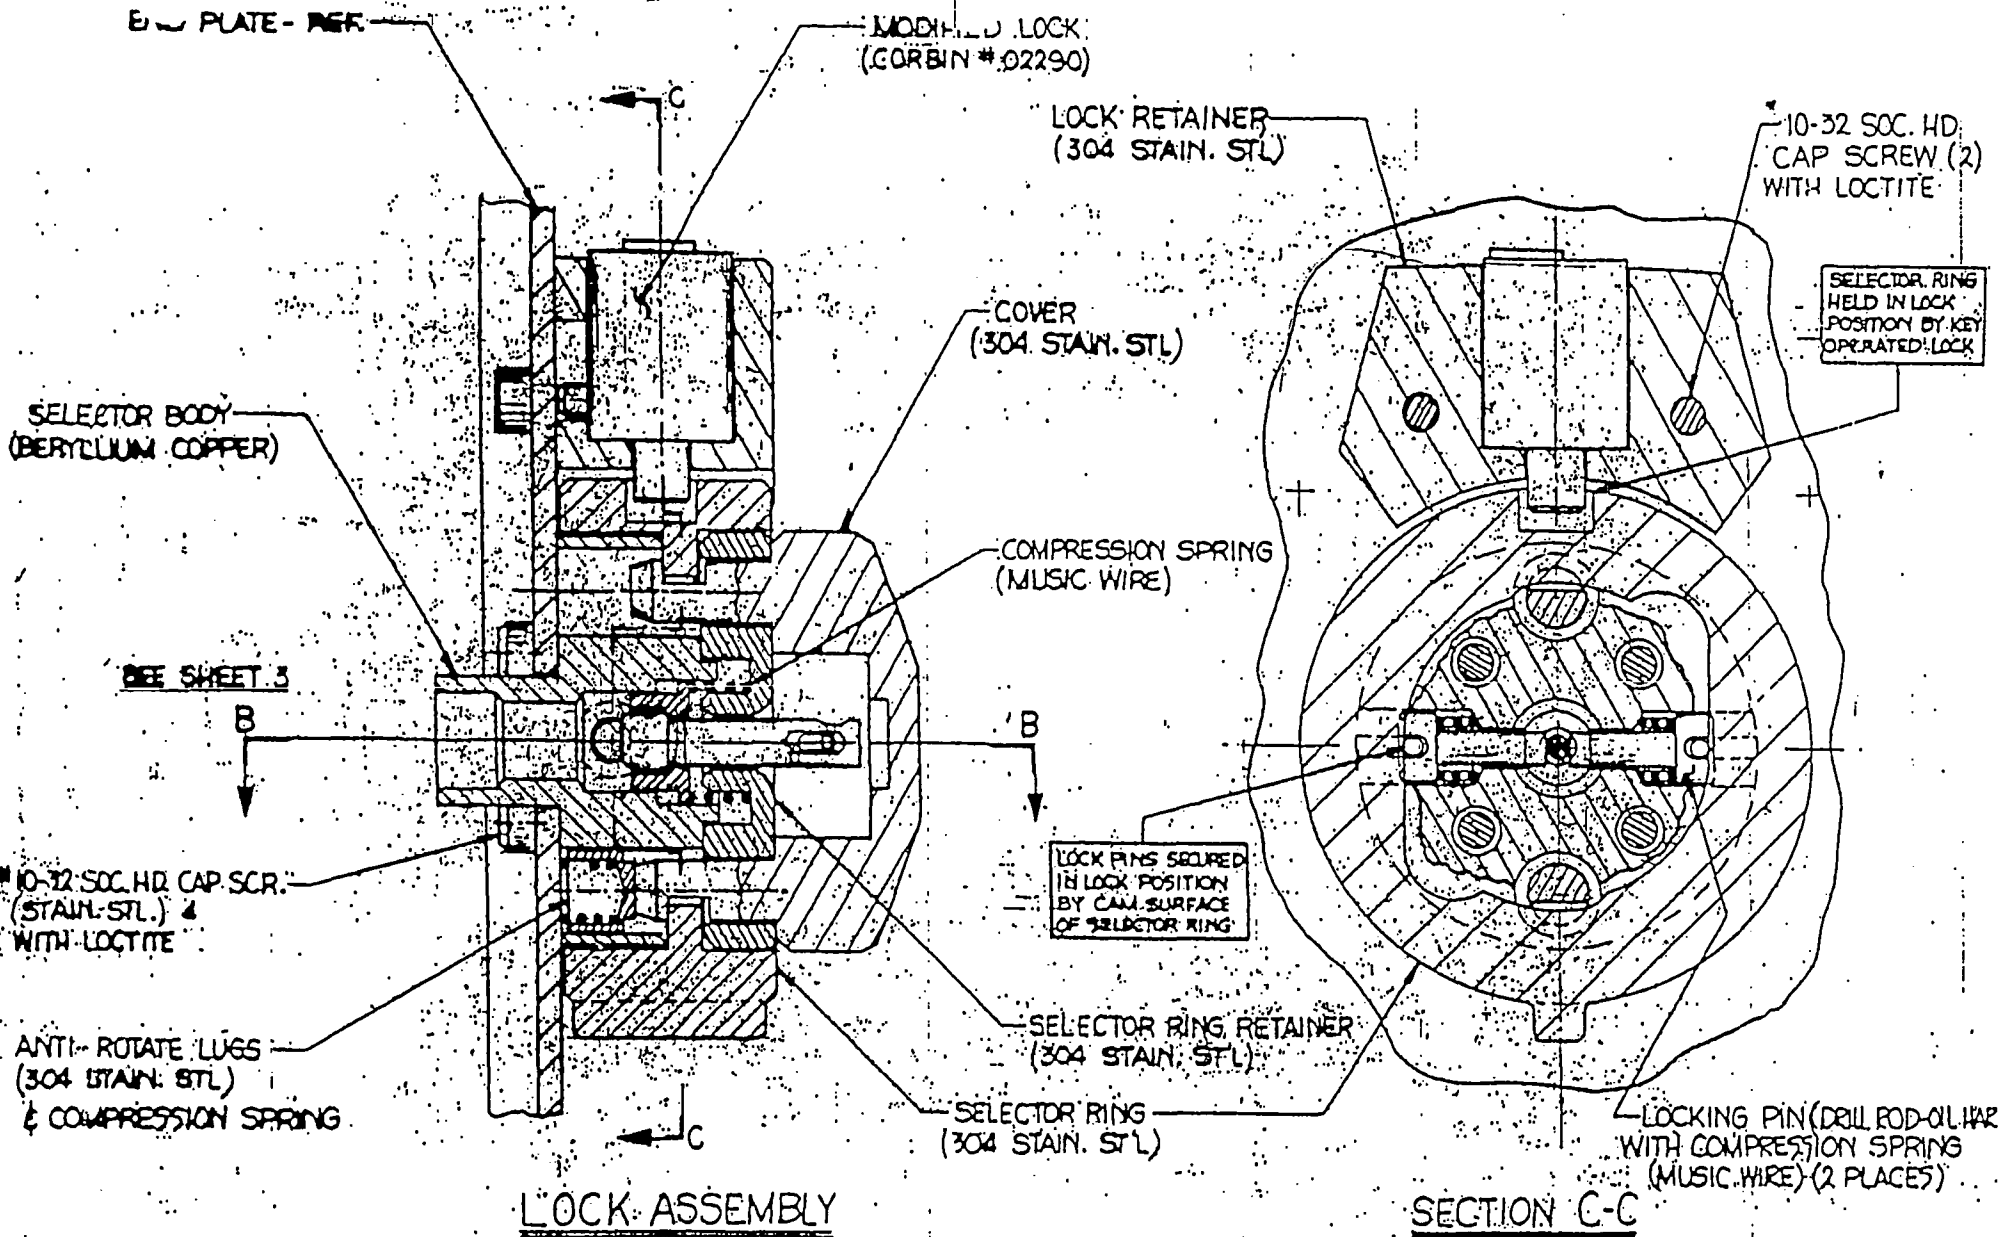 PLATE - REF.
MODIFIED LOCK
(CORBIN # 02290)
C
LOCK RETAINER
(304 STAIN. STL)
10-32 SOC. HD.
CAP SCREW (2)
WITH LOCTITE
SELECTOR RING
HELD IN LOCK
POSITION BY KEY
OPERATED LOCK
COVER
(304 STAIN. STL)
SELECTOR BODY
(BERYLLIUM COPPER)
COMPRESSION SPRING
(MUSIC WIRE)
SEE SHEET 3
B
B
LOCK PINS SECURED
IN LOCK POSITION
BY CAM SURFACE
OF SELECTOR RING
10-32 SOC. HD. CAP SCR.
(STAIN. STL.) 4
WITH LOCTITE
ANTI-ROTATE LUGS
(304 STAIN. STL)
& COMPRESSION SPRING
SELECTOR RING RETAINER
(304 STAIN. STL)
SELECTOR RING
(304 STAIN. STL)
C
LOCKING PIN (DRILL ROD-OIL HAR
WITH COMPRESSION SPRING
(MUSIC WIRE) (2 PLACES)
LOCK ASSEMBLY
SECTION C-C